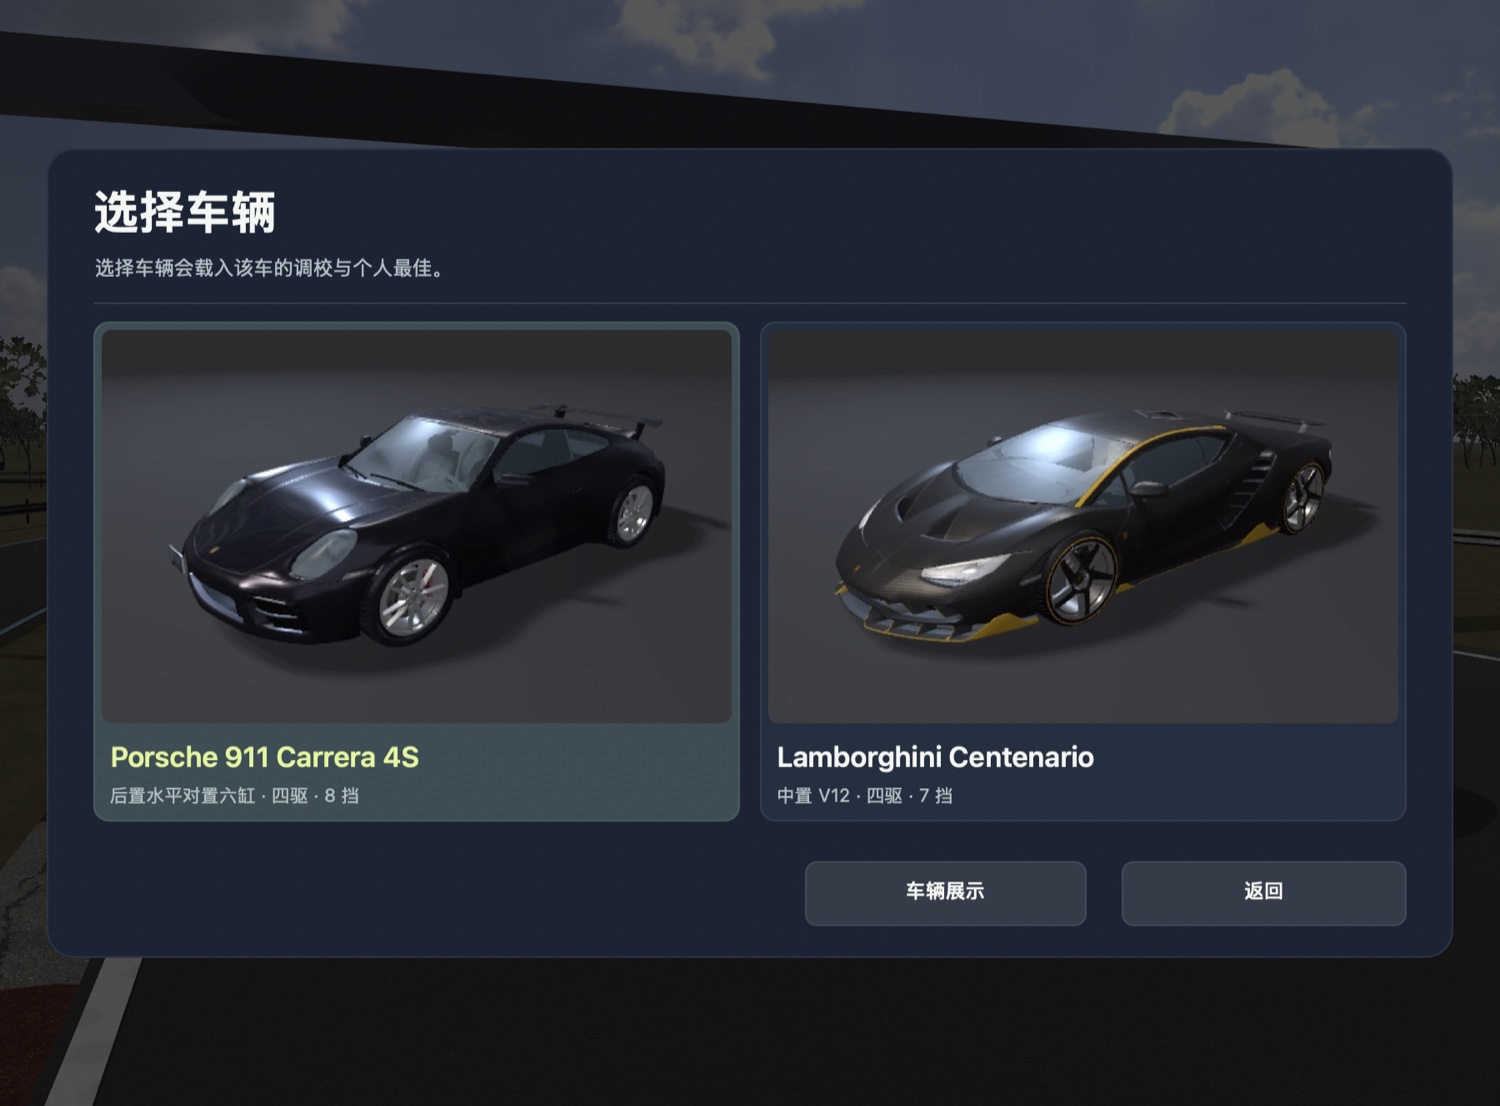 选择车辆
选择车辆会载入该车的调校与个人最佳。
Porsche 911 Carrera 4S
后置水平对置六缸 · 四驱 · 8 挡
Lamborghini Centenario
中置 V12 · 四驱 · 7 挡
车辆展示
返回